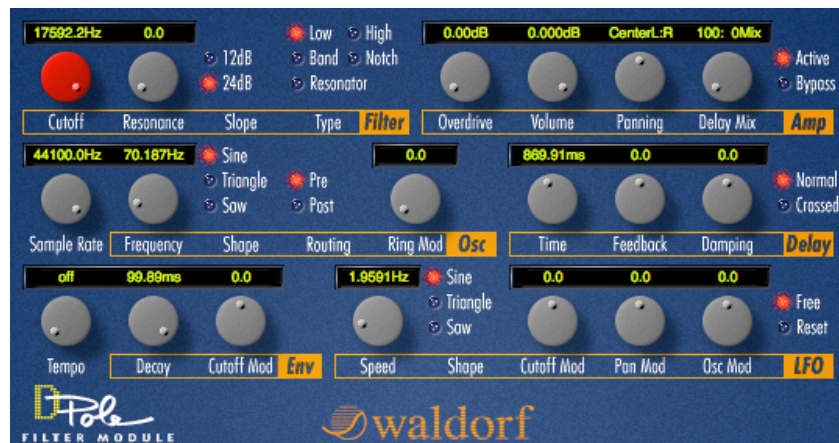 17592.2Hz 0.0 Low High 0.00dB 0.000dB CenterL:R 100: 0Mix
12dB Band Notch Active
24dB Resonator Bypass
Cutoff Resonance Slope Type Filter Overdrive Volume Panning Delay Mix Amp
44100.0Hz 70.187Hz Sine 0.0 869.91ms 0.0 0.0
Triangle Pre Normal
Saw Post Crossed
Sample Rate Frequency Shape Routing Ring Mod Osc Time Feedback Damping Delay
off 99.89ms 0.0 1.9591Hz Sine 0.0 0.0 0.0
Triangle Free
Saw Reset
Tempo Decay Cutoff Mod Env Speed Shape Cutoff Mod Pan Mod Osc Mod LFO
D Pole
FILTER MODULE
waldorf